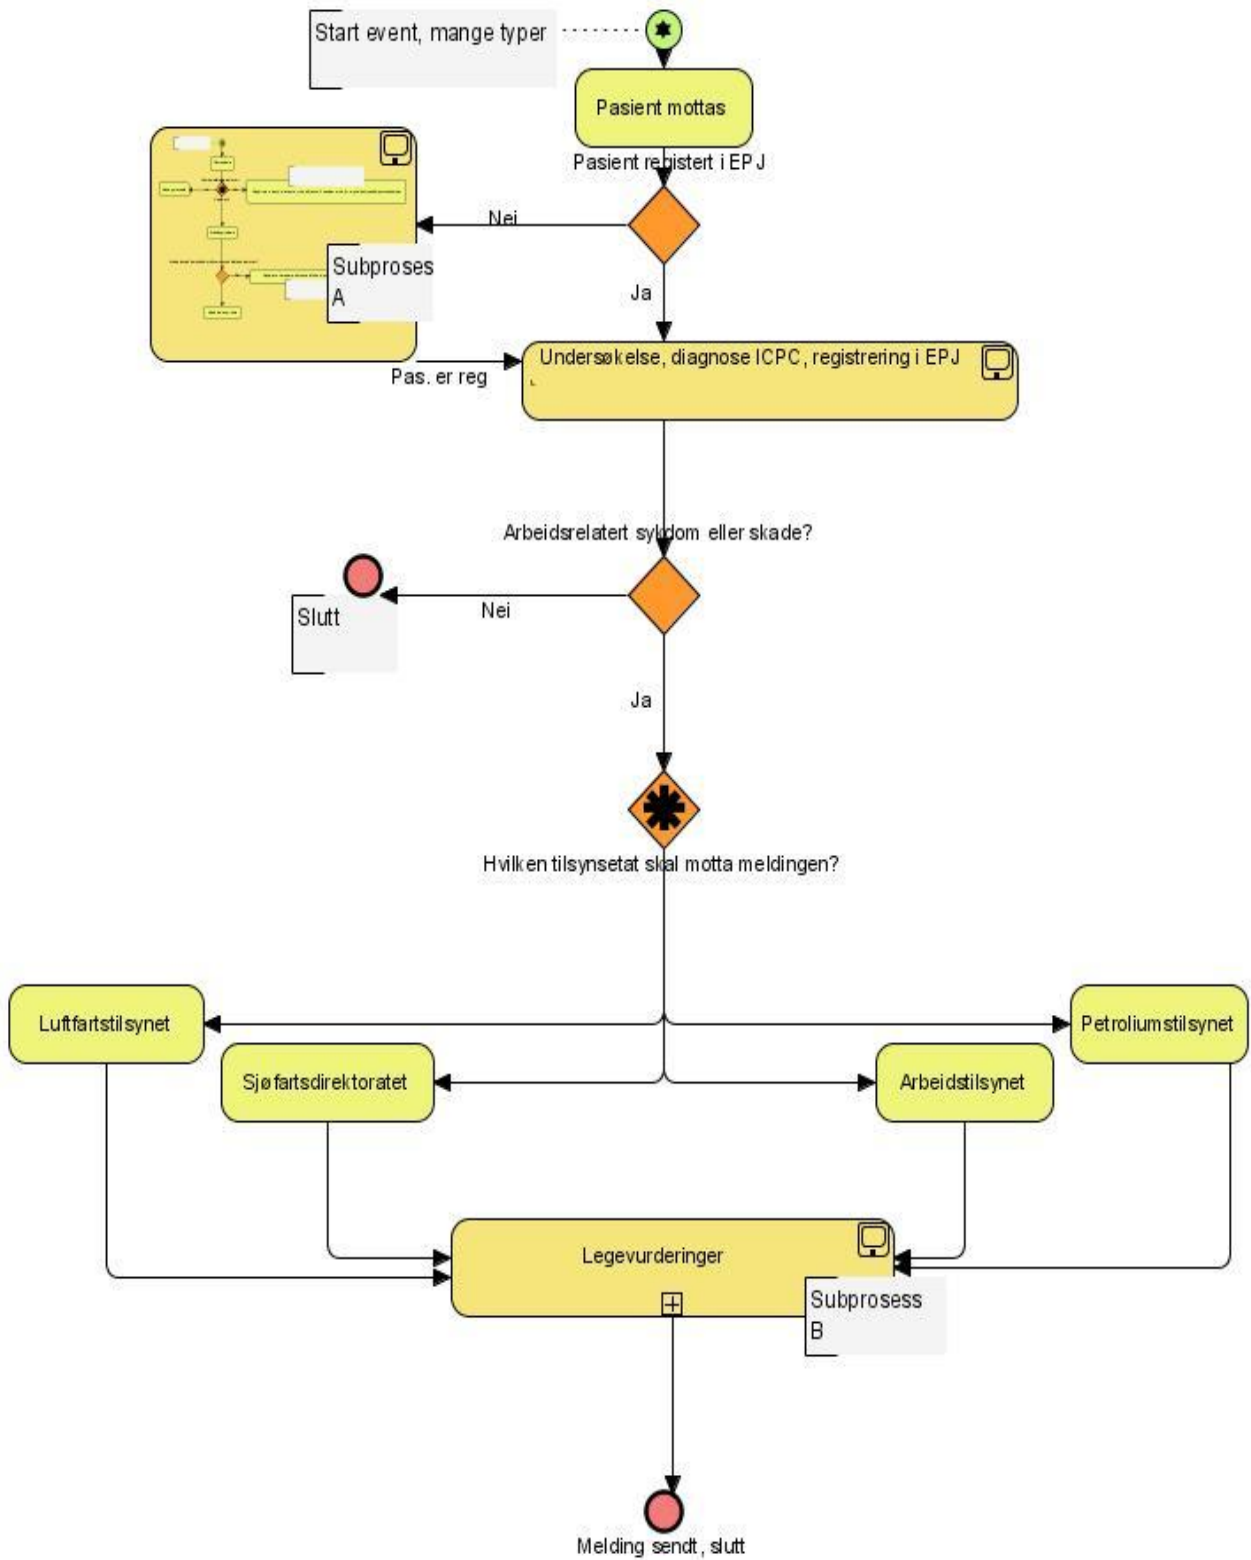 Start event, mange typer
Pasient mottas
Pasient registert i EPJ
Nei
Subproses
A
Ja
Undersøkelse, diagnose ICPC, registrering i EPJ
Pas. er reg
Arbeidsrelatert sykdom eller skade?
Slutt
Nei
Ja
Hvilken tilsynsetat skal motta meldingen?
Luftfartstilsynet
Petroliumstilsynet
Sjøfartsdirektoratet
Arbeidstilsynet
Legevurderinger
Subprosess
B
Melding sendt, slutt